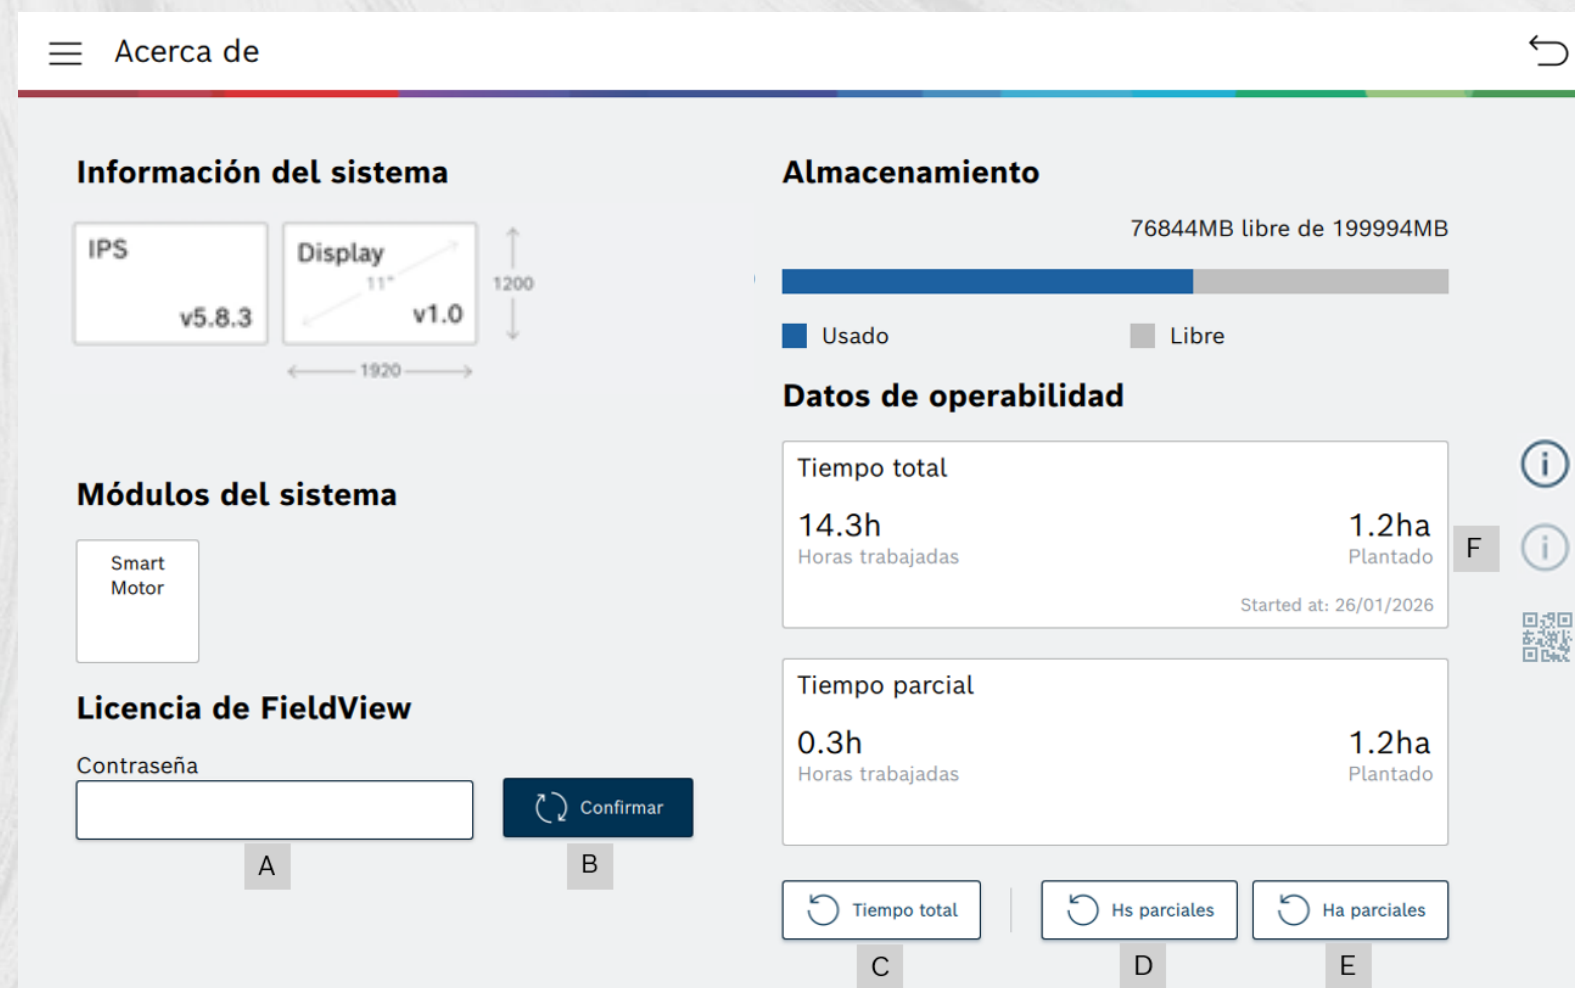 Acerca de
Información del sistema
IPS
v5.8.3
Display
11"
v1.0
1200
1920
Módulos del sistema
Smart
Motor
Licencia de FieldView
Contraseña
Confirmar
A
B
Almacenamiento
76844MB libre de 199994MB
Usado
Libre
Datos de operabilidad
Tiempo total
14.3h
1.2ha
Horas trabajadas
Plantado
Started at: 26/01/2026
F
Tiempo parcial
0.3h
1.2ha
Horas trabajadas
Plantado
Tiempo total
Hs parciales
Ha parciales
C
D
E